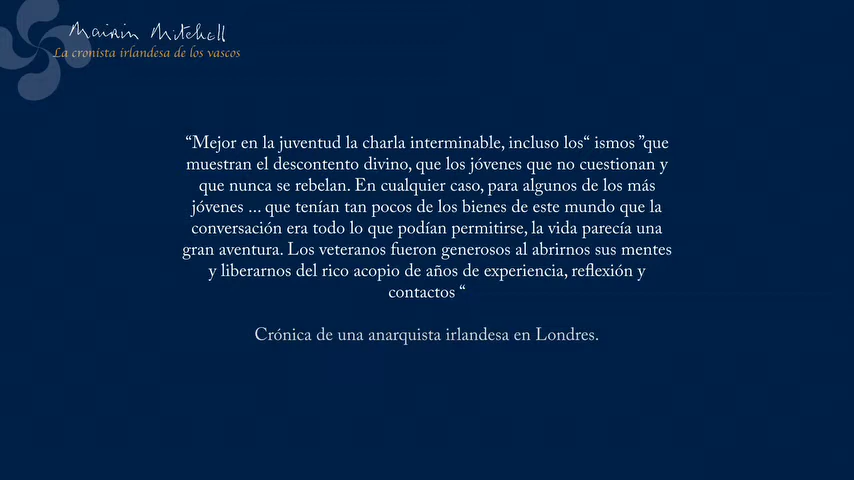 Mairin Mitchell
La cronista irlandesa de los vascos
“Mejor en la juventud la charla interminable, incluso los“ ismos ”que
muestran el descontento divino, que los jóvenes que no cuestionan y
que nunca se rebelan. En cualquier caso, para algunos de los más
jóvenes ... que tenían tan pocos de los bienes de este mundo que la
conversación era todo lo que podían permitirse, la vida parecía una
gran aventura. Los veteranos fueron generosos al abrirnos sus mentes
y liberarnos del rico acopio de años de experiencia, reflexión y
contactos “
Crónica de una anarquista irlandesa en Londres.